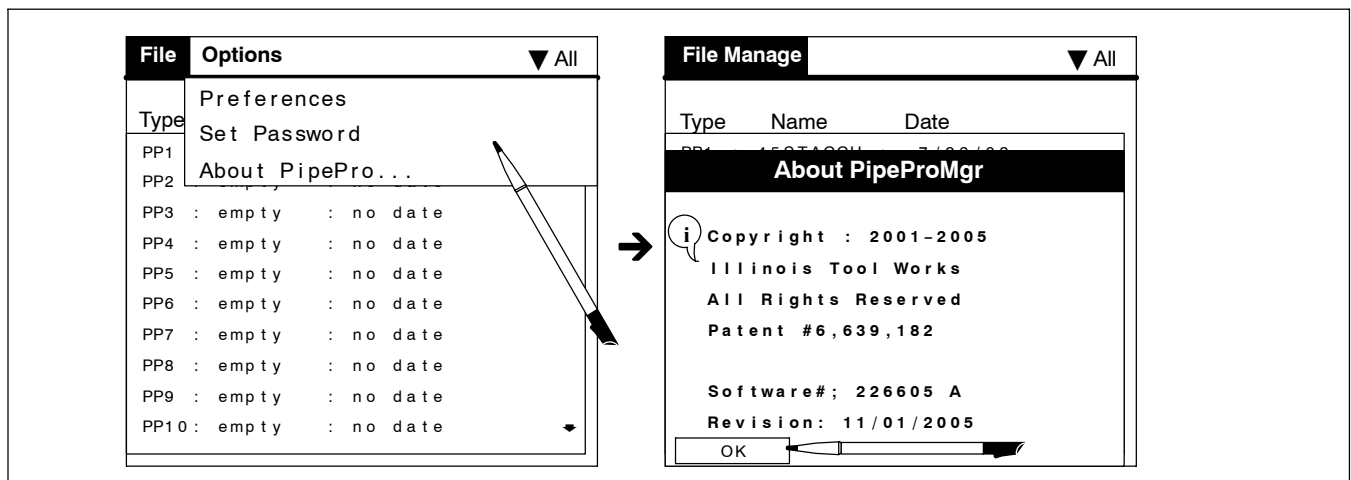 File Options ▼ All
Preferences
Type
Set Password
PP1
About PipePro...
PP2 :
PP3 : empty : no date
PP4 : empty : no date
PP5 : empty : no date
PP6 : empty : no date
PP7 : empty : no date
PP8 : empty : no date
PP9 : empty : no date
PP10: empty : no date
File Manage ▼ All
Type Name Date
PP1 :
About PipeProMgr
i
Copyright : 2001-2005
Illinois Tool Works
All Rights Reserved
Patent #6,639,182
Software#; 226605 A
Revision: 11/01/2005
OK